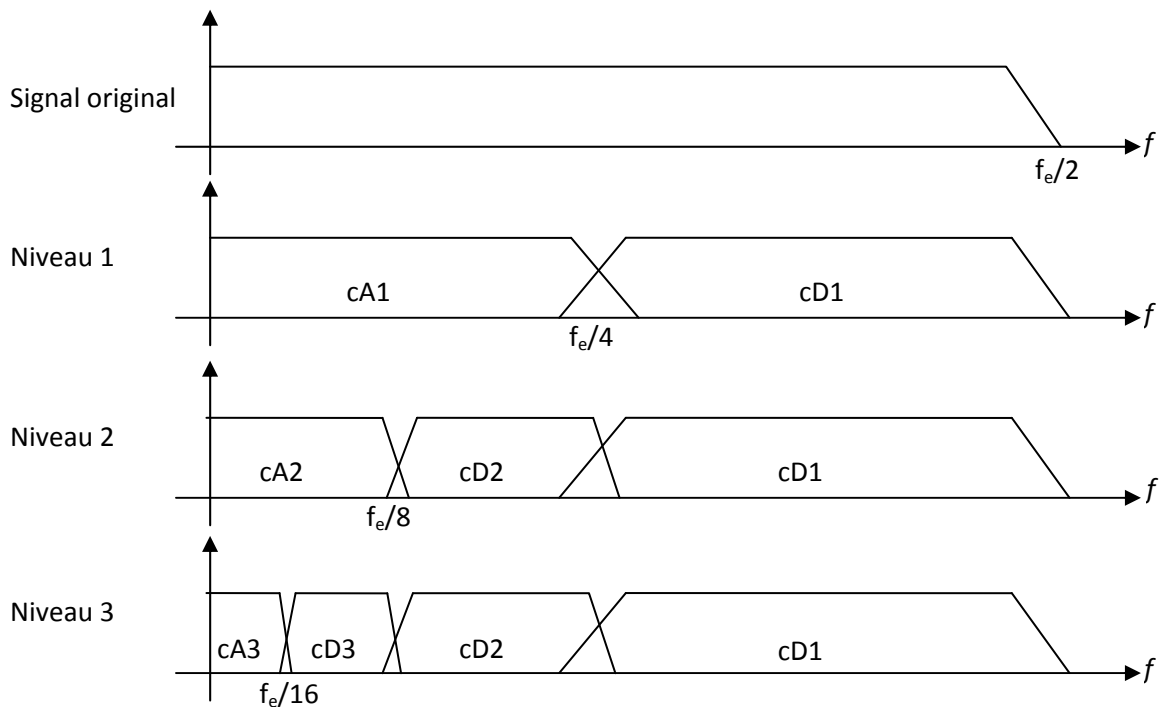 Signal original
f
fe/2
Niveau 1
cA1
cD1
f
fe/4
Niveau 2
cA2
cD2
cD1
f
fe/8
Niveau 3
cA3
cD3
cD2
cD1
f
fe/16